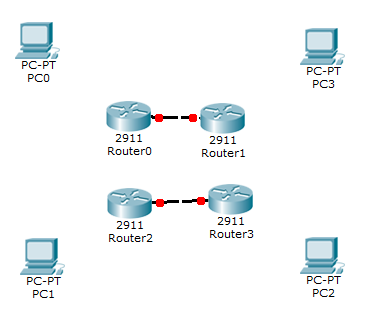 PC-PT
PC0
PC-PT
PC3
2911
Router0
2911
Router1
2911
Router2
2911
Router3
PC-PT
PC1
PC-PT
PC2